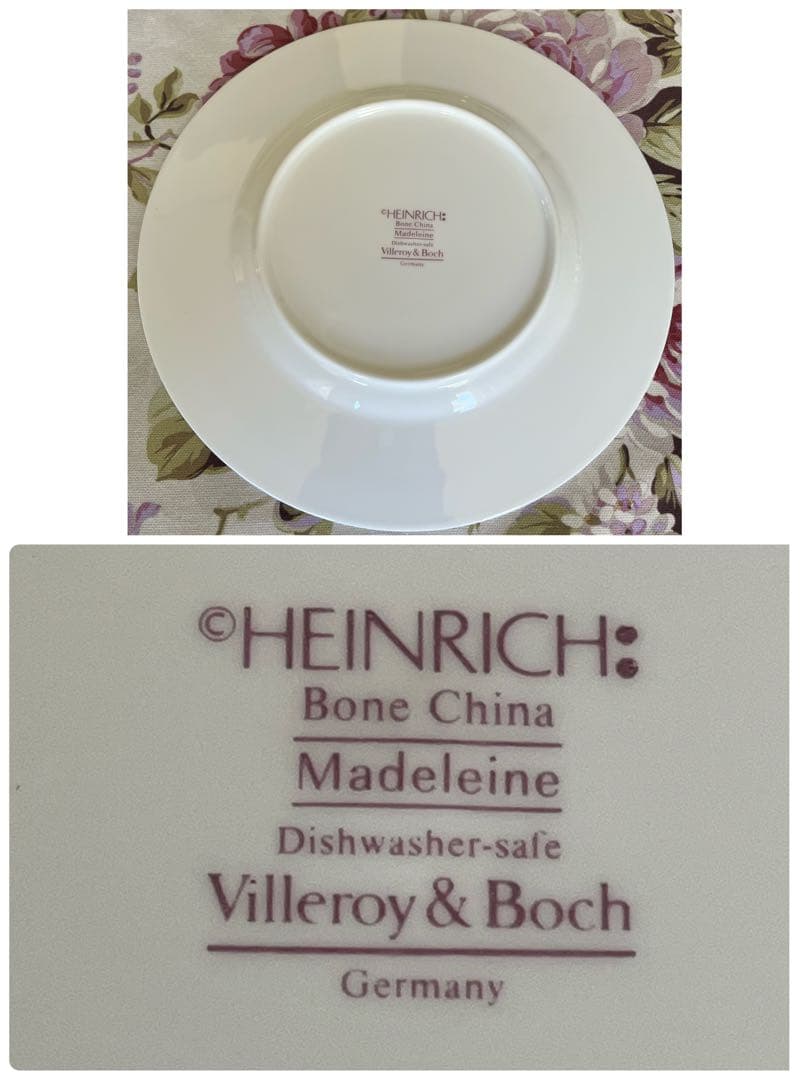 ©HEINRICH:
Bone China
Madeleine
Dishwasher-safe
Villeroy & Boch
Germany
©HEINRICH:
Bone China
Madeleine
Dishwasher-safe
Villeroy & Boch
Germany